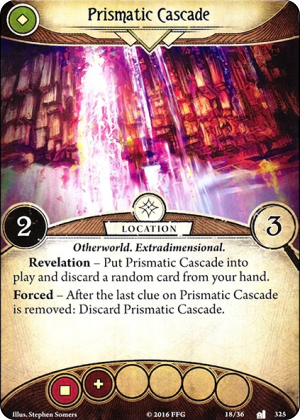 Prismatic Cascade
2
LOCATION
3
Otherworld. Extradimensional.
Revelation – Put Prismatic Cascade into
play and discard a random card from your hand.
Forced – After the last clue on Prismatic Cascade
is removed: Discard Prismatic Cascade.
Illus. Stephen Somers
© 2016 FFG
18/36
325